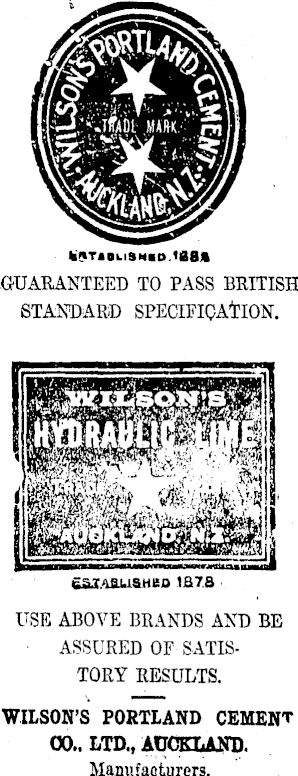 WILSON'S PORTLAND CEMENT
TRADE MARK
AUCKLAND, N.Z.
ESTABLISHED
GUARANTEED TO PASS BRITISH
STANDARD SPECIFICATION.
WILSON'S
HYDRAULIC LIME
AUCKLAND N.Z.
ESTABLISHED 1878
USE ABOVE BRANDS AND BE
ASSURED OF SATIS-
TORY RESULTS.
WILSON'S PORTLAND CEMENT
CO., LTD., AUCKLAND.
Manufacturers.